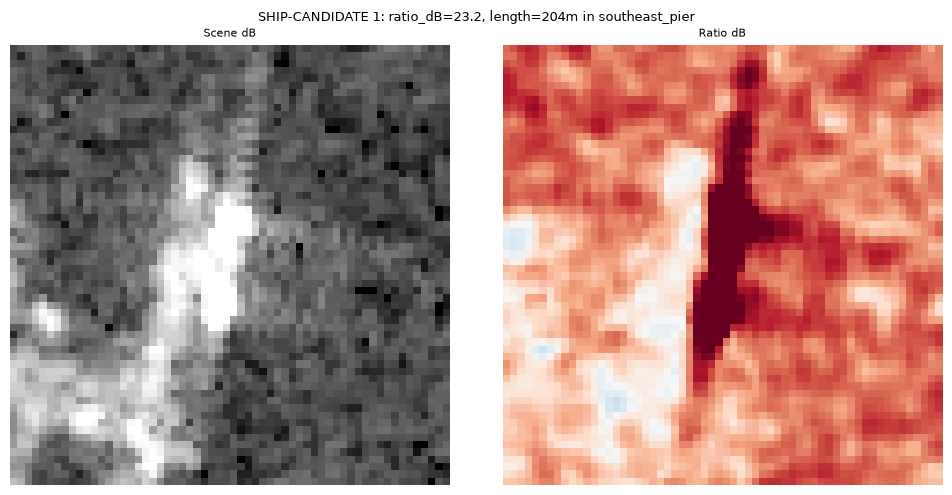 SHIP-CANDIDATE 1: ratio_dB=23.2, length=204m in southeast_pier
Scene dB
Ratio dB